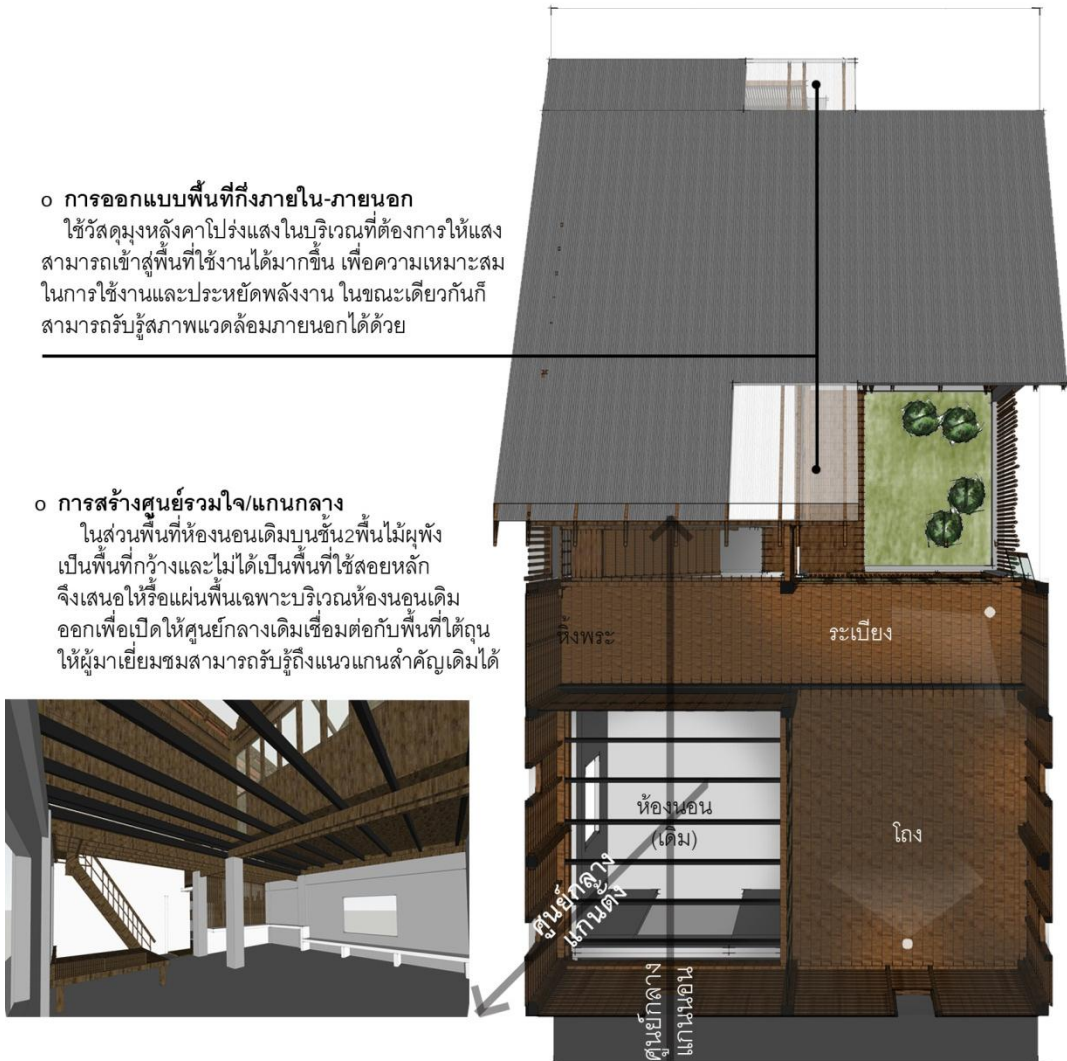 o การออกแบบพื้นที่กึ่งภายใน-ภายนอก
ใช้วัสดุมุงหลังคาโปร่งแสงในบริเวณที่ต้องการให้แสง
สามารถเข้าสู่พื้นที่ใช้งานได้มากขึ้น เพื่อความเหมาะสม
ในการใช้งานและประหยัดพลังงาน ในขณะเดียวกันก็
สามารถรับรู้สภาพแวดล้อมภายนอกได้ด้วย
o การสร้างศูนย์รวมใจ/แกนกลาง
ในส่วนพื้นที่ห้องนอนเดิมบนชั้น2พื้นไม้ผุพัง
เป็นพื้นที่กว้างและไม่ได้เป็นพื้นที่ใช้สอยหลัก
จึงเสนอให้รื้อแผ่นพื้นเฉพาะบริเวณห้องนอนเดิม
ออกเพื่อเปิดให้ศูนย์กลางเดิมเชื่อมต่อกับพื้นที่ใต้ถุน
ให้ผู้มาเยี่ยมชมสามารถรับรู้ถึงแนวแกนสำคัญเดิมได้
หิ้งพระ
ระเบียง
ห้องนอน
(เดิม)
โถง
ศูนย์กลาง
แกนตั้ง
ศูนย์กลาง
แกนนอน